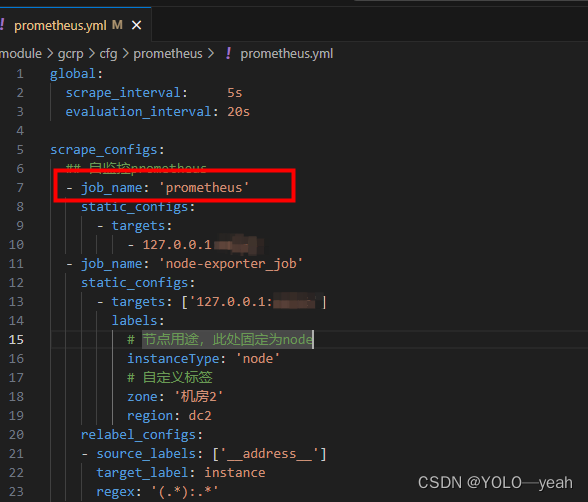 prometheus.yml M
module > gcrp > cfg > prometheus > ! prometheus.yml
1 global:
2 scrape_interval: 5s
3 evaluation_interval: 20s
4
5 scrape_configs:
6 ## 自监控prometheus
7 - job_name: 'prometheus'
8 static_configs:
9 - targets:
10 - 127.0.0.1
11 - job_name: 'node-exporter_job'
12 static_configs:
13 - targets: ['127.0.0.1: ']
14 labels:
15 # 节点用途，此处固定为node
16 instanceType: 'node'
17 # 自定义标签
18 zone: '机房2'
19 region: dc2
20 relabel_configs:
21 - source_labels: ['__address__']
22 target_label: instance
23 regex: '(.*):.*'
CSDN @YOLO—yeah